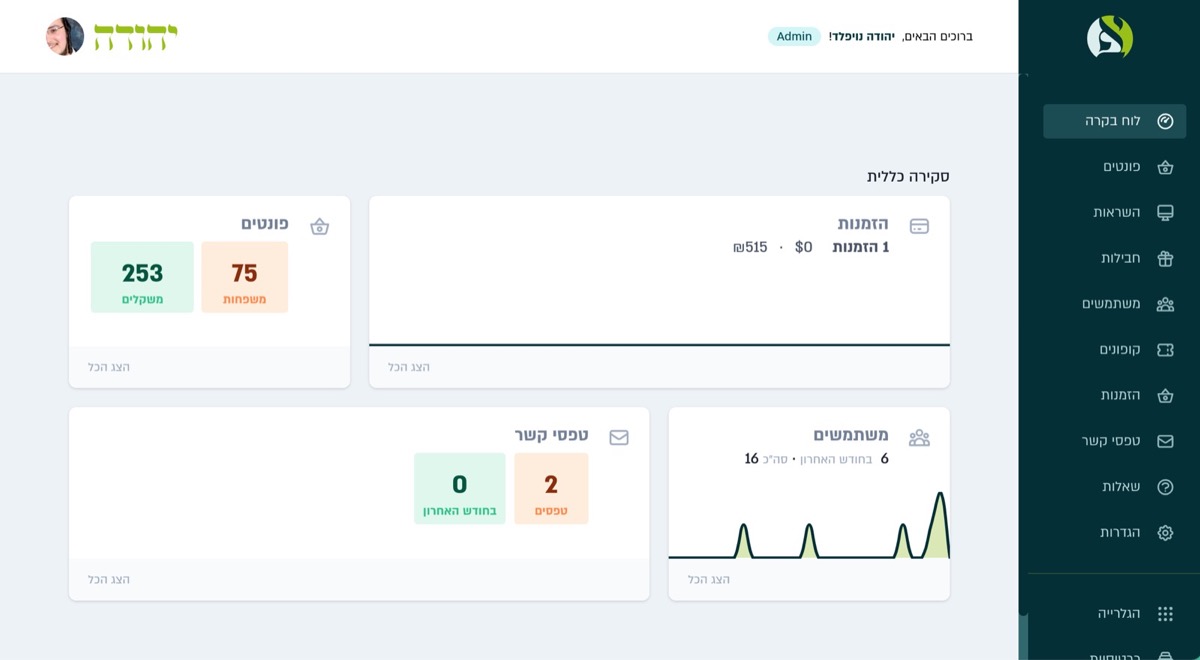 ברוכים הבאים, יהודה נויפלד! Admin
יהודה
לוח בקרה
פונטים
השראות
חבילות
משתמשים
קופונים
הזמנות
טפסי קשר
שאלות
הגדרות
הגלרייה
סקירה כללית
הזמנות
1 הזמנות $0 · ₪515
הצג הכל
פונטים
75
משפחות
253
משקלים
הצג הכל
משתמשים
6 בחודש האחרון · סה"כ 16
הצג הכל
טפסי קשר
2
טפסים
0
בחודש האחרון
הצג הכל